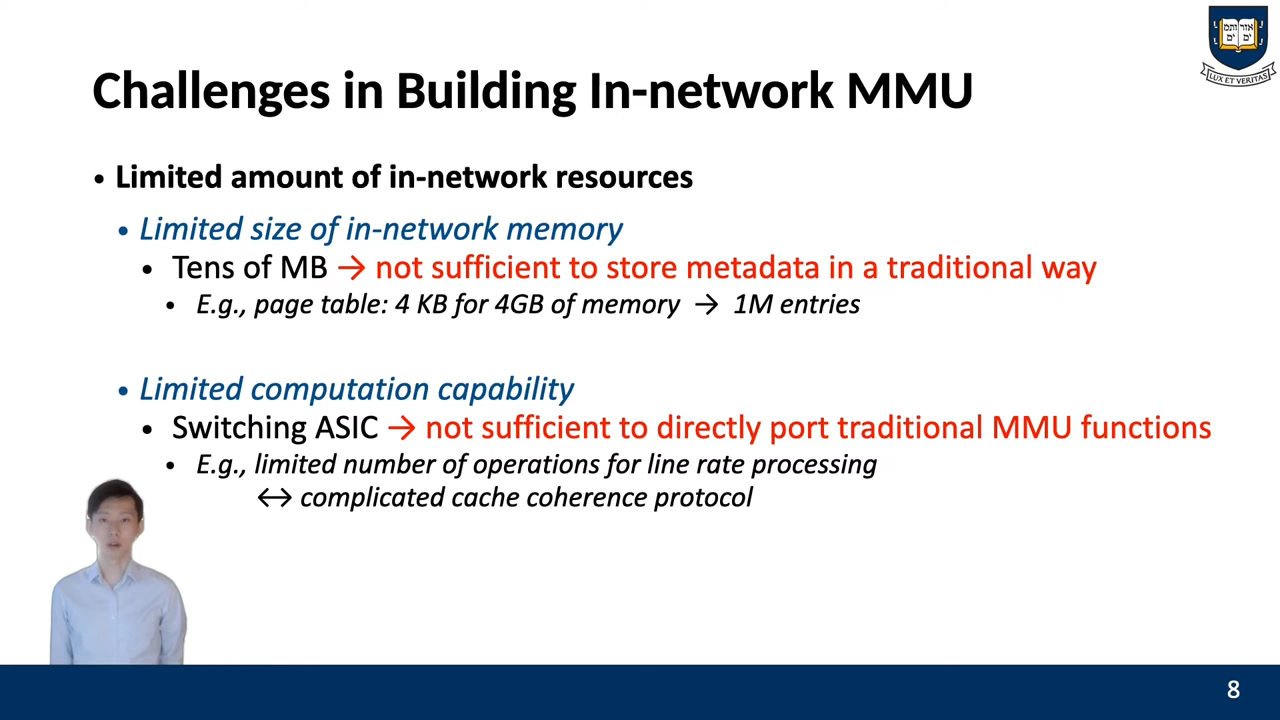 Challenges in Building In-network MMU
• Limited amount of in-network resources
• Limited size of in-network memory
• Tens of MB → not sufficient to store metadata in a traditional way
• E.g., page table: 4 KB for 4GB of memory → 1M entries
• Limited computation capability
• Switching ASIC → not sufficient to directly port traditional MMU functions
• E.g., limited number of operations for line rate processing
↔ complicated cache coherence protocol
LUX ET VERITAS
8